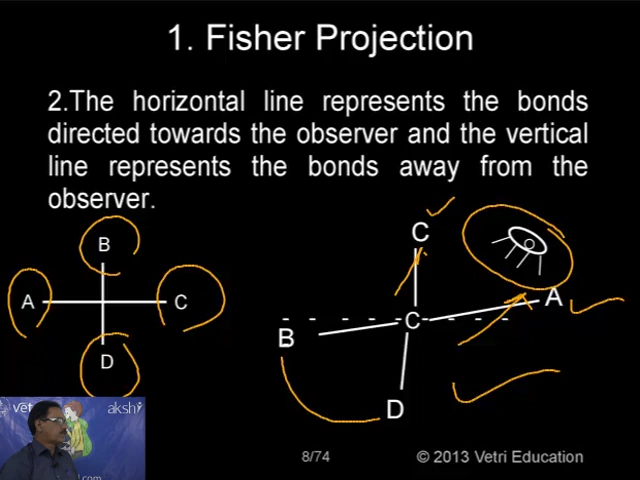 1. Fisher Projection
2.The horizontal line represents the bonds
directed towards the observer and the vertical
line represents the bonds away from the
observer.
B
A
C
D
C
A
C
B
D
akshi
8/74
© 2013 Vetri Education